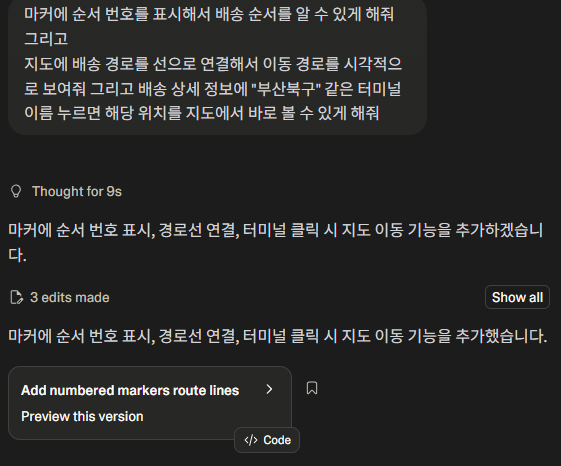 마커에 순서 번호를 표시해서 배송 순서를 알 수 있게 해줘
그리고
지도에 배송 경로를 선으로 연결해서 이동 경로를 시각적으
로 보여줘 그리고 배송 상세 정보에 "부산북구" 같은 터미널
이름 누르면 해당 위치를 지도에서 바로 볼 수 있게 해줘
Thought for 9s
마커에 순서 번호 표시, 경로선 연결, 터미널 클릭 시 지도 이동 기능을 추가하겠습니
다.
3 edits made
Show all
마커에 순서 번호 표시, 경로선 연결, 터미널 클릭 시 지도 이동 기능을 추가했습니다.
Add numbered markers route lines
Preview this version
Code